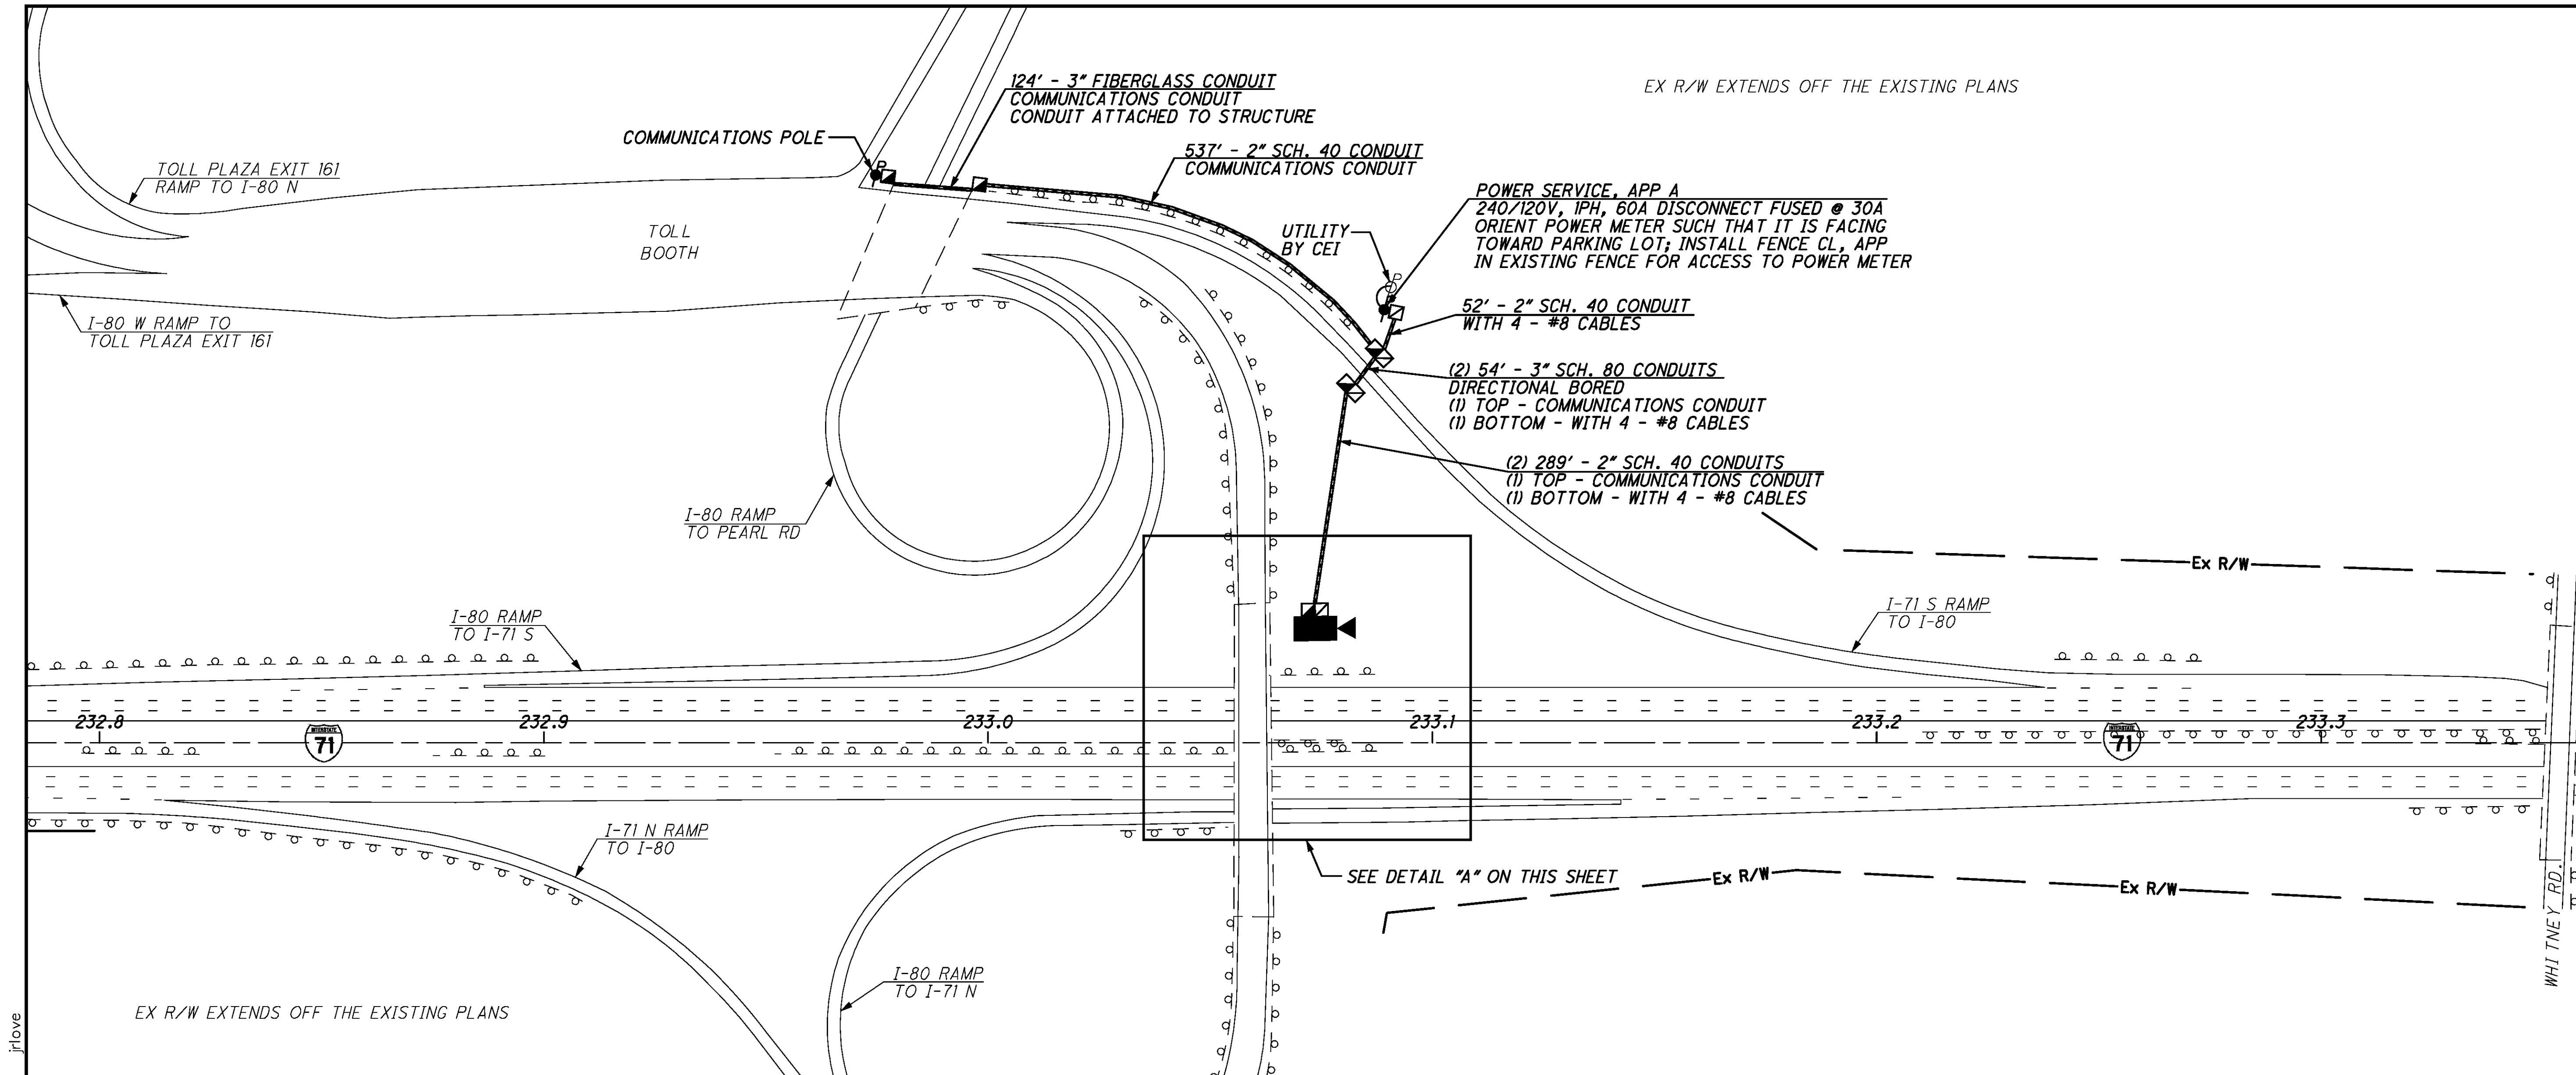 124' - 3" FIBERGLASS CONDUIT
COMMUNICATIONS CONDUIT
CONDUIT ATTACHED TO STRUCTURE
EX R/W EXTENDS OFF THE EXISTING PLANS
COMMUNICATIONS POLE
P
537' - 2" SCH. 40 CONDUIT
COMMUNICATIONS CONDUIT
TOLL PLAZA EXIT 161
RAMP TO I-80 N
POWER SERVICE, APP A
240/120V, 1PH, 60A DISCONNECT FUSED @ 30A
ORIENT POWER METER SUCH THAT IT IS FACING
TOWARD PARKING LOT; INSTALL FENCE CL, APP
IN EXISTING FENCE FOR ACCESS TO POWER METER
TOLL
BOOTH
UTILITY
BY CEI
P
I-80 W RAMP TO
TOLL PLAZA EXIT 161
52' - 2" SCH. 40 CONDUIT
WITH 4 - #8 CABLES
(2) 54' - 3" SCH. 80 CONDUITS
DIRECTIONAL BORED
(1) TOP - COMMUNICATIONS CONDUIT
(1) BOTTOM - WITH 4 - #8 CABLES
(2) 289' - 2" SCH. 40 CONDUITS
(1) TOP - COMMUNICATIONS CONDUIT
(1) BOTTOM - WITH 4 - #8 CABLES
I-80 RAMP
TO PEARL RD
Ex R/W
I-80 RAMP
TO I-71 S
I-71 S RAMP
TO I-80
232.8
232.9
233.0
233.1
233.2
233.3
INTERSTATE
71
INTERSTATE
71
I-71 N RAMP
TO I-80
SEE DETAIL "A" ON THIS SHEET
Ex R/W
Ex R/W
WHITNEY RD.
I-80 RAMP
TO I-71 N
EX R/W EXTENDS OFF THE EXISTING PLANS
jrlove